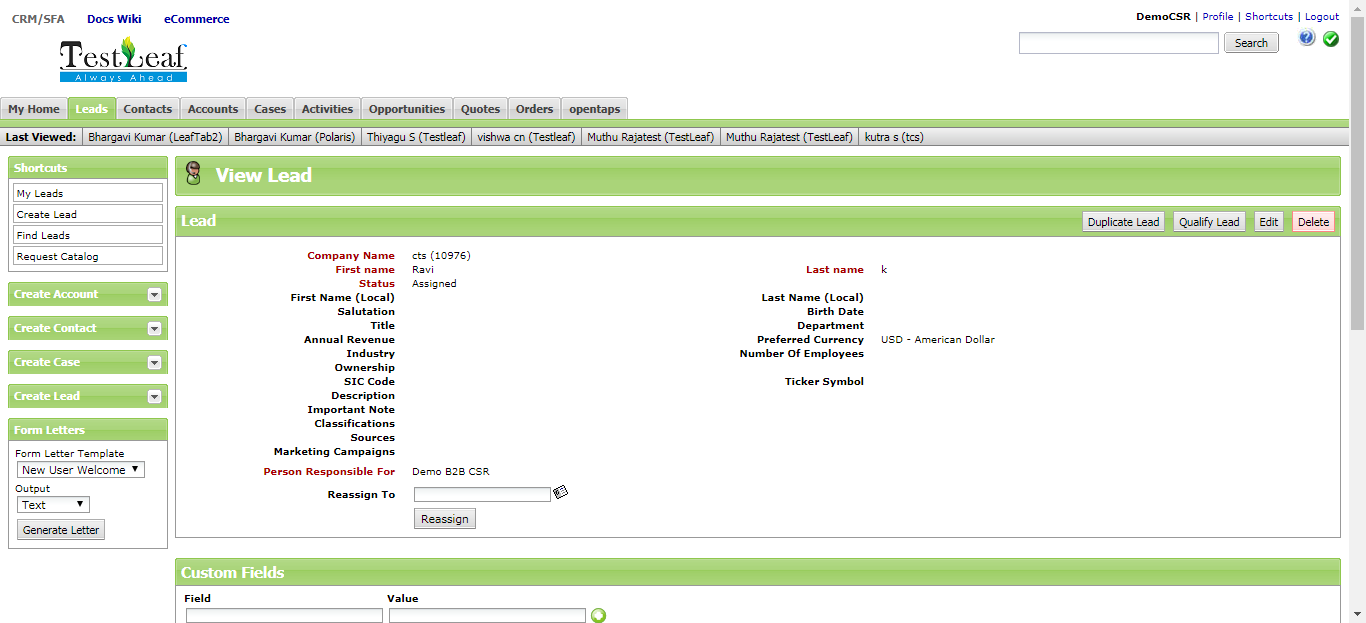 CRM/SFA Docs Wiki eCommerce
DemoCSR | Profile | Shortcuts | Logout
TestLeaf
Always Ahead
Search
My Home Leads Contacts Accounts Cases Activities Opportunities Quotes Orders opentaps
Last Viewed: Bhargavi Kumar (LeafTab2) Bhargavi Kumar (Polaris) Thiyagu S (Testleaf) vishwa cn (Testleaf) Muthu Rajatest (TestLeaf) Muthu Rajatest (TestLeaf) kutra s (tcs)
Shortcuts
My Leads
Create Lead
Find Leads
Request Catalog
Create Account
Create Contact
Create Case
Create Lead
Form Letters
Form Letter Template
New User Welcome
Output
Text
Generate Letter
View Lead
Lead
Duplicate Lead Qualify Lead Edit Delete
Company Name cts (10976)
First name Ravi Last name k
Status Assigned
First Name (Local) Last Name (Local)
Salutation Birth Date
Title Department
Annual Revenue Preferred Currency USD - American Dollar
Industry Number Of Employees
Ownership
SIC Code Ticker Symbol
Description
Important Note
Classifications
Sources
Marketing Campaigns
Person Responsible For Demo B2B CSR
Reassign To
Reassign
Custom Fields
Field Value